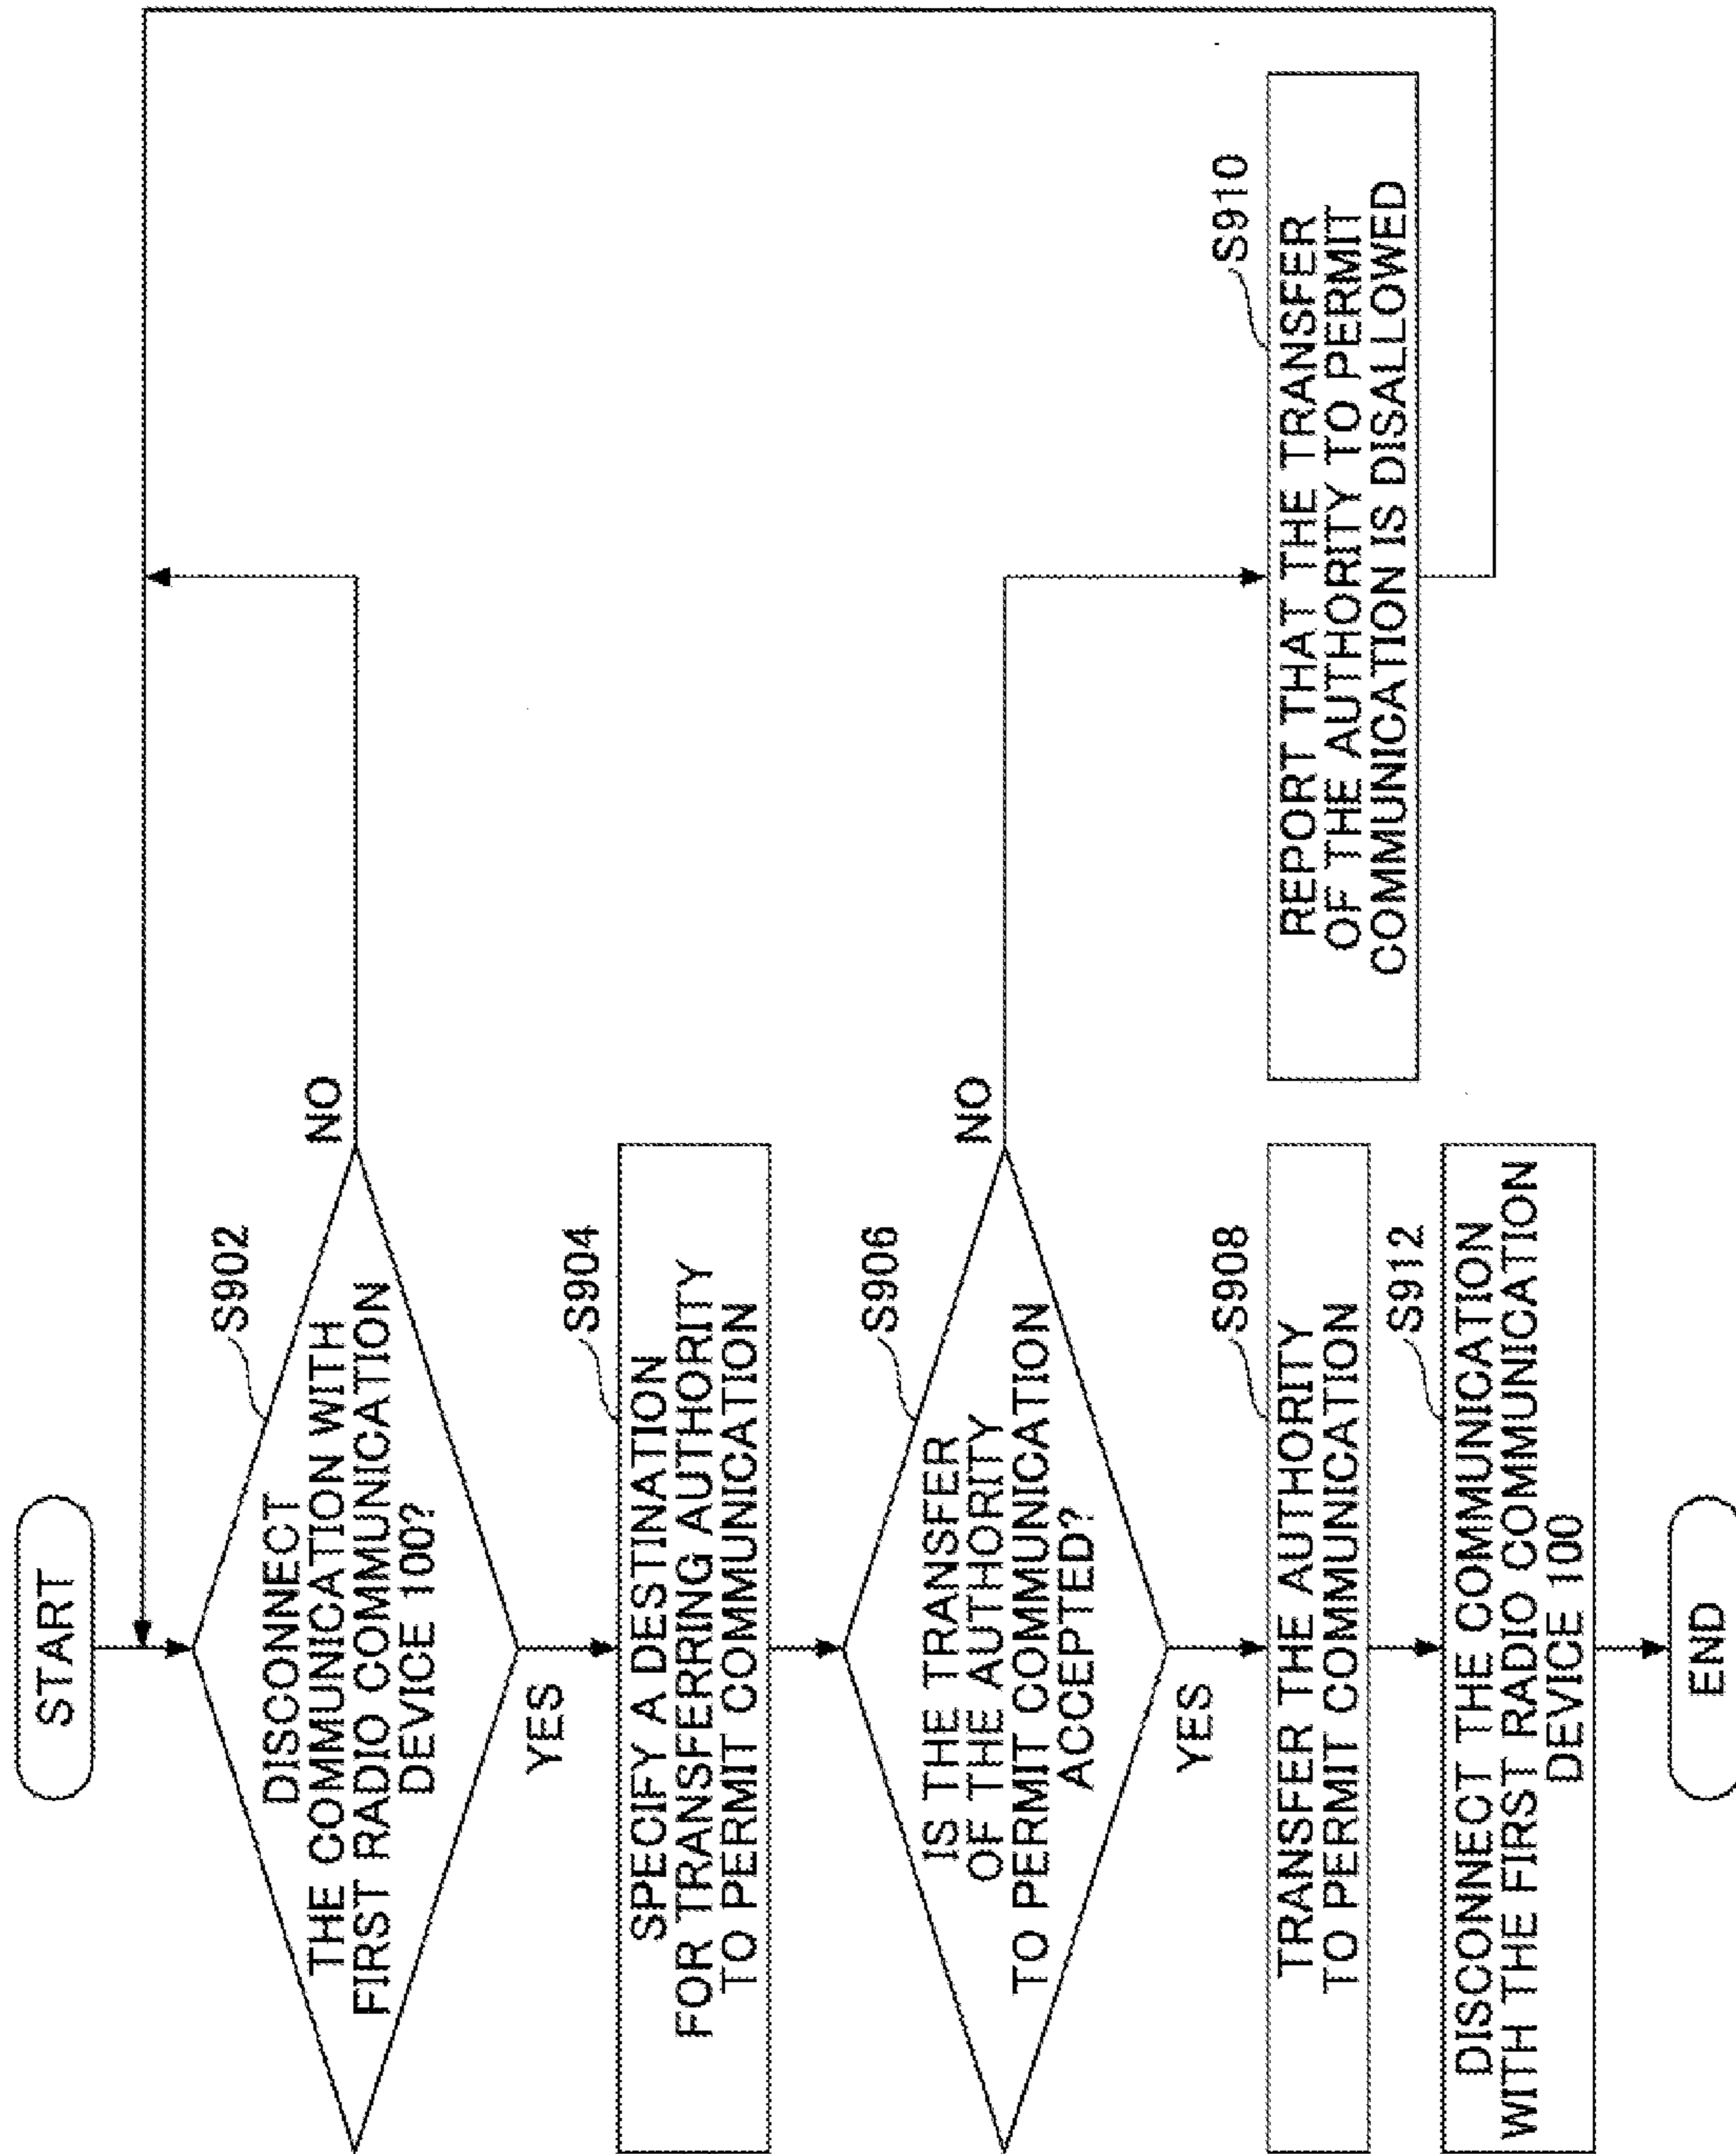 START
S902
DISCONNECT
THE COMMUNICATION WITH
FIRST RADIO COMMUNICATION
DEVICE 100?
NO
YES
S904
SPECIFY A DESTINATION
FOR TRANSFERRING AUTHORITY
TO PERMIT COMMUNICATION
S906
IS THE TRANSFER
OF THE AUTHORITY
TO PERMIT COMMUNICATION
ACCEPTED?
NO
YES
S908
TRANSFER THE AUTHORITY
TO PERMIT COMMUNICATION
S910
REPORT THAT THE TRANSFER
OF THE AUTHORITY TO PERMIT
COMMUNICATION IS DISALLOWED
S912
DISCONNECT THE COMMUNICATION
WITH THE FIRST RADIO COMMUNICATION
DEVICE 100
END